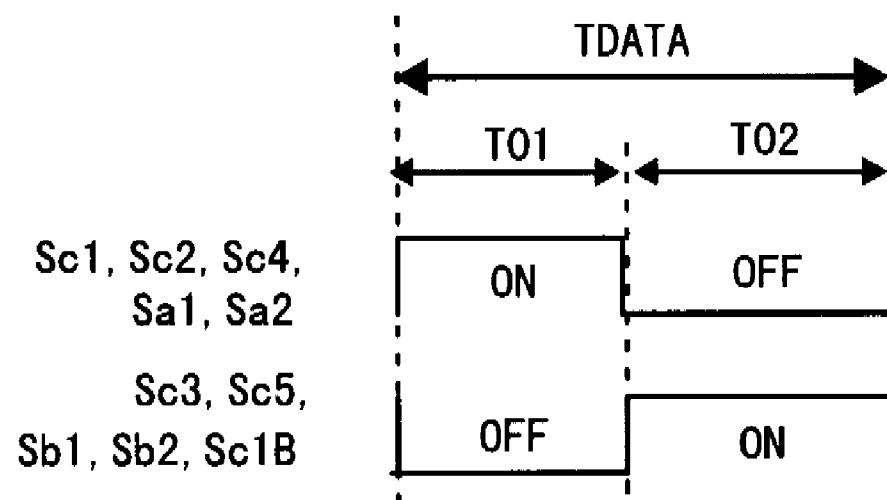 TDATA
T01 T02
Sc1, Sc2, Sc4,
Sa1, Sa2
ON OFF
Sc3, Sc5,
Sb1, Sb2, Sc1B
OFF ON